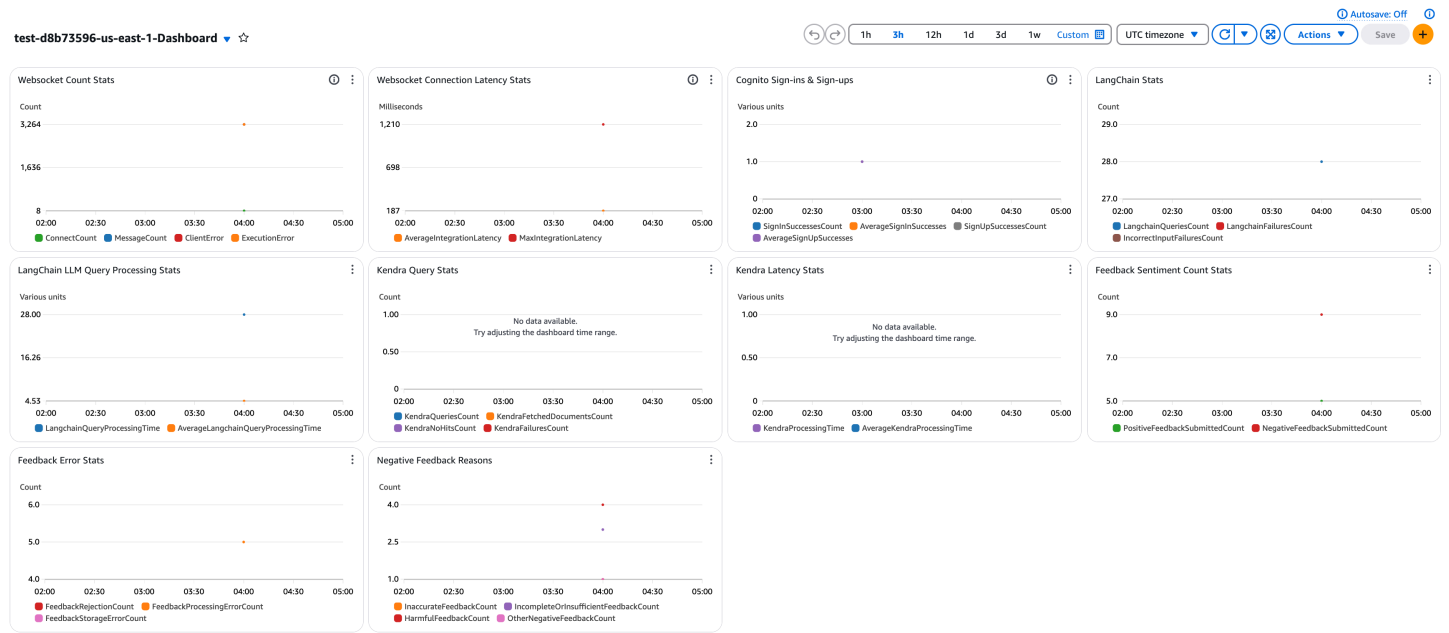 Autosave: Off
test-d8b73596-us-east-1-Dashboard
1h 3h 12h 1d 3d 1w Custom UTC timezone Actions Save +
Websocket Count Stats
Count
3,264
1,636
8
02:00 02:30 03:00 03:30 04:00 04:30 05:00
ConnectCount MessageCount ClientError ExecutionError
Websocket Connection Latency Stats
Milliseconds
1,210
698
187
02:00 02:30 03:00 03:30 04:00 04:30 05:00
AverageIntegrationLatency MaxIntegrationLatency
Cognito Sign-ins & Sign-ups
Various units
2.0
1.0
0
02:00 02:30 03:00 03:30 04:00 04:30 05:00
SignInSuccessesCount AverageSignInSuccesses SignUpSuccessesCount
AverageSignUpSuccesses
LangChain Stats
Count
29.0
28.0
27.0
02:00 02:30 03:00 03:30 04:00 04:30 05:00
LangchainQueriesCount LangchainFailuresCount
IncorrectInputFailuresCount
LangChain LLM Query Processing Stats
Various units
28.00
16.26
4.53
02:00 02:30 03:00 03:30 04:00 04:30 05:00
LangchainQueryProcessingTime AverageLangchainQueryProcessingTime
Kendra Query Stats
Count
1.00
No data available.
Try adjusting the dashboard time range.
0.50
0
02:00 02:30 03:00 03:30 04:00 04:30 05:00
KendraQueriesCount KendraFetchedDocumentsCount
KendraNoHitsCount KendraFailuresCount
Kendra Latency Stats
Various units
1.00
No data available.
Try adjusting the dashboard time range.
0.50
0
02:00 02:30 03:00 03:30 04:00 04:30 05:00
KendraProcessingTime AverageKendraProcessingTime
Feedback Sentiment Count Stats
Count
9.0
7.0
5.0
02:00 02:30 03:00 03:30 04:00 04:30 05:00
PositiveFeedbackSubmittedCount NegativeFeedbackSubmittedCount
Feedback Error Stats
Count
6.0
5.0
4.0
02:00 02:30 03:00 03:30 04:00 04:30 05:00
FeedbackRejectionCount FeedbackProcessingErrorCount
FeedbackStorageErrorCount
Negative Feedback Reasons
Count
4.0
2.5
1.0
02:00 02:30 03:00 03:30 04:00 04:30 05:00
InaccurateFeedbackCount IncompleteOrInsufficientFeedbackCount
HarmfulFeedbackCount OtherNegativeFeedbackCount